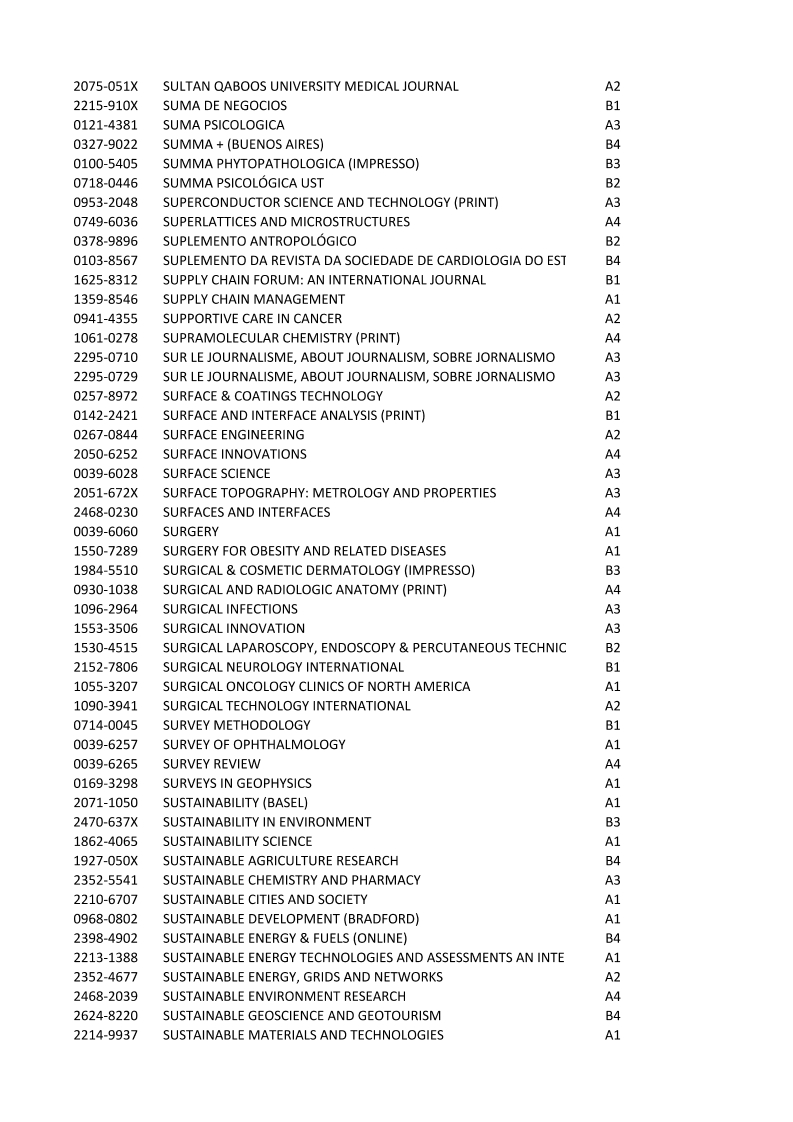 2075-051X SULTAN QABOOS UNIVERSITY MEDICAL JOURNAL A2
2215-910X SUMA DE NEGOCIOS B1
0121-4381 SUMA PSICOLOGICA A3
0327-9022 SUMMA + (BUENOS AIRES) B4
0100-5405 SUMMA PHYTOPATHOLOGICA (IMPRESSO) B3
0718-0446 SUMMA PSICOLÓGICA UST B2
0953-2048 SUPERCONDUCTOR SCIENCE AND TECHNOLOGY (PRINT) A3
0749-6036 SUPERLATTICES AND MICROSTRUCTURES A4
0378-9896 SUPLEMENTO ANTROPOLÓGICO B2
0103-8567 SUPLEMENTO DA REVISTA DA SOCIEDADE DE CARDIOLOGIA DO EST B4
1625-8312 SUPPLY CHAIN FORUM: AN INTERNATIONAL JOURNAL B1
1359-8546 SUPPLY CHAIN MANAGEMENT A1
0941-4355 SUPPORTIVE CARE IN CANCER A2
1061-0278 SUPRAMOLECULAR CHEMISTRY (PRINT) A4
2295-0710 SUR LE JOURNALISME, ABOUT JOURNALISM, SOBRE JORNALISMO A3
2295-0729 SUR LE JOURNALISME, ABOUT JOURNALISM, SOBRE JORNALISMO A3
0257-8972 SURFACE & COATINGS TECHNOLOGY A2
0142-2421 SURFACE AND INTERFACE ANALYSIS (PRINT) B1
0267-0844 SURFACE ENGINEERING A2
2050-6252 SURFACE INNOVATIONS A4
0039-6028 SURFACE SCIENCE A3
2051-672X SURFACE TOPOGRAPHY: METROLOGY AND PROPERTIES A3
2468-0230 SURFACES AND INTERFACES A4
0039-6060 SURGERY A1
1550-7289 SURGERY FOR OBESITY AND RELATED DISEASES A1
1984-5510 SURGICAL & COSMETIC DERMATOLOGY (IMPRESSO) B3
0930-1038 SURGICAL AND RADIOLOGIC ANATOMY (PRINT) A4
1096-2964 SURGICAL INFECTIONS A3
1553-3506 SURGICAL INNOVATION A3
1530-4515 SURGICAL LAPAROSCOPY, ENDOSCOPY & PERCUTANEOUS TECHNIC B2
2152-7806 SURGICAL NEUROLOGY INTERNATIONAL B1
1055-3207 SURGICAL ONCOLOGY CLINICS OF NORTH AMERICA A1
1090-3941 SURGICAL TECHNOLOGY INTERNATIONAL A2
0714-0045 SURVEY METHODOLOGY B1
0039-6257 SURVEY OF OPHTHALMOLOGY A1
0039-6265 SURVEY REVIEW A4
0169-3298 SURVEYS IN GEOPHYSICS A1
2071-1050 SUSTAINABILITY (BASEL) A1
2470-637X SUSTAINABILITY IN ENVIRONMENT B3
1862-4065 SUSTAINABILITY SCIENCE A1
1927-050X SUSTAINABLE AGRICULTURE RESEARCH B4
2352-5541 SUSTAINABLE CHEMISTRY AND PHARMACY A3
2210-6707 SUSTAINABLE CITIES AND SOCIETY A1
0968-0802 SUSTAINABLE DEVELOPMENT (BRADFORD) A1
2398-4902 SUSTAINABLE ENERGY & FUELS (ONLINE) B4
2213-1388 SUSTAINABLE ENERGY TECHNOLOGIES AND ASSESSMENTS AN INTE A1
2352-4677 SUSTAINABLE ENERGY, GRIDS AND NETWORKS A2
2468-2039 SUSTAINABLE ENVIRONMENT RESEARCH A4
2624-8220 SUSTAINABLE GEOSCIENCE AND GEOTOURISM B4
2214-9937 SUSTAINABLE MATERIALS AND TECHNOLOGIES A1